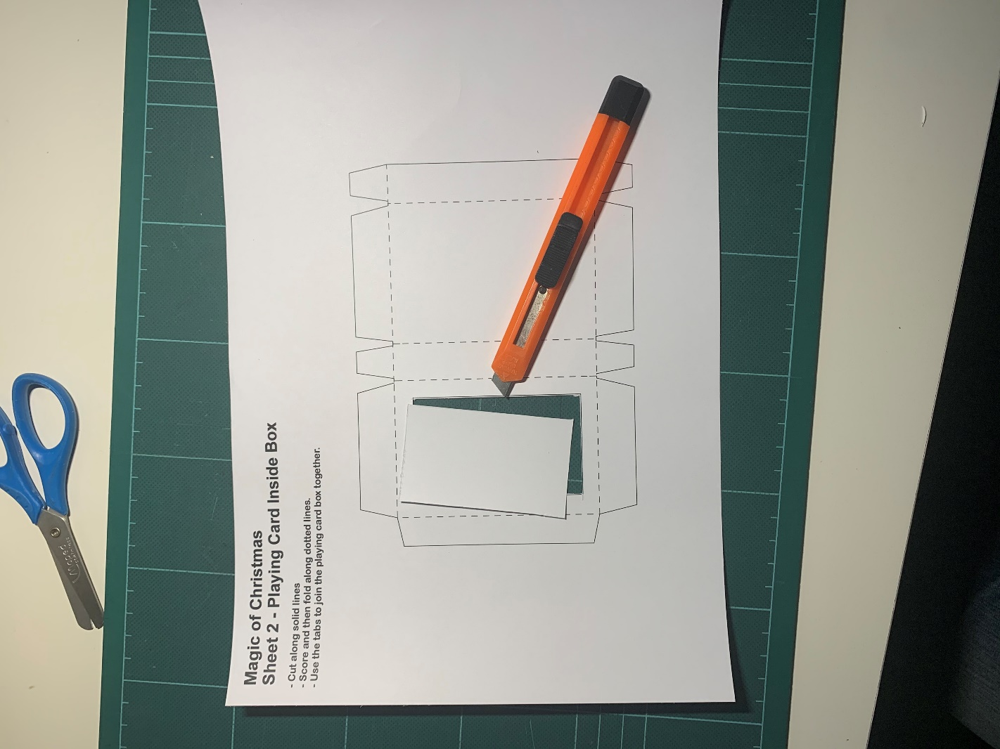 Magic of Christmas
Sheet 2 - Playing Card Inside Box
- Cut along solid lines
- Score and then fold along dotted lines.
- Use the tabs to join the playing card box together.